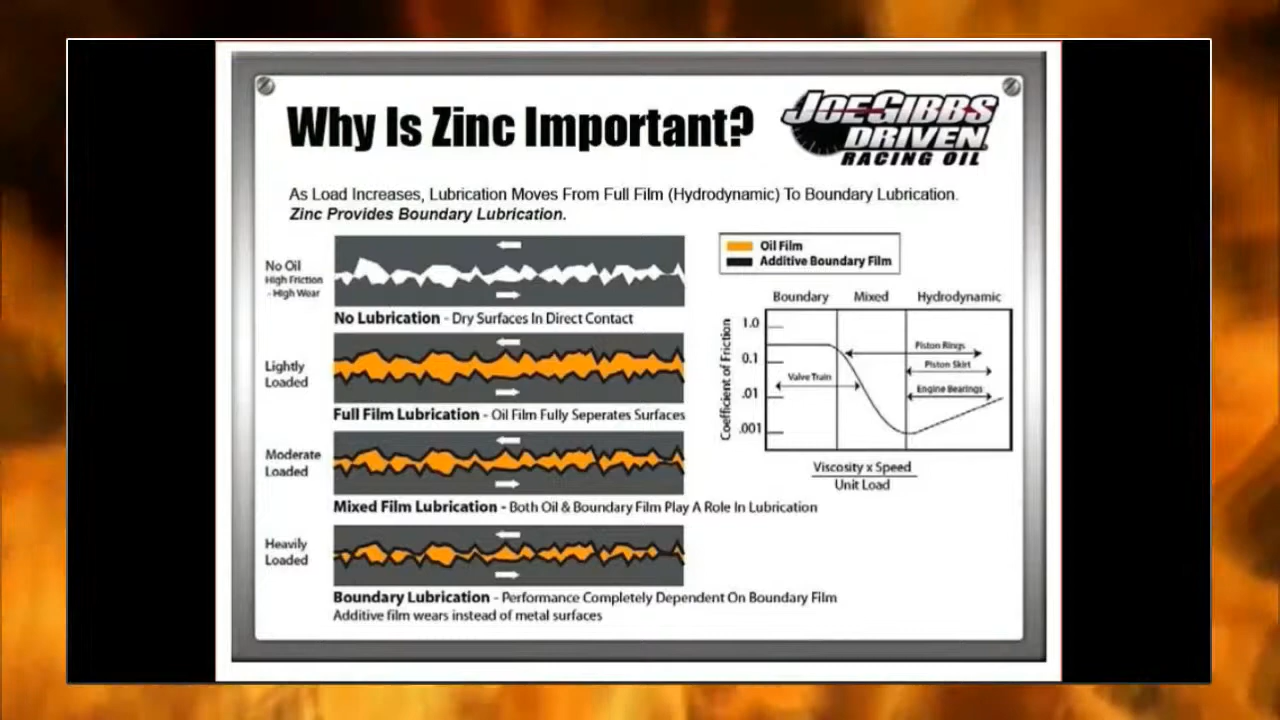 Why Is Zinc Important?
JOE GIBBS
DRIVEN
RACING OIL
As Load Increases, Lubrication Moves From Full Film (Hydrodynamic) To Boundary Lubrication.
Zinc Provides Boundary Lubrication.
No Oil
High Friction
- High Wear
No Lubrication - Dry Surfaces In Direct Contact
Lightly
Loaded
Full Film Lubrication - Oil Film Fully Seperates Surfaces
Moderate
Loaded
Mixed Film Lubrication - Both Oil & Boundary Film Play A Role In Lubrication
Heavily
Loaded
Boundary Lubrication - Performance Completely Dependent On Boundary Film
Additive film wears instead of metal surfaces
Oil Film
Additive Boundary Film
Boundary Mixed Hydrodynamic
Coefficient of Friction
1.0
0.1
.01
.001
Piston Rings
Piston Skirt
Valve Train
Engine Bearings
Viscosity x Speed
Unit Load